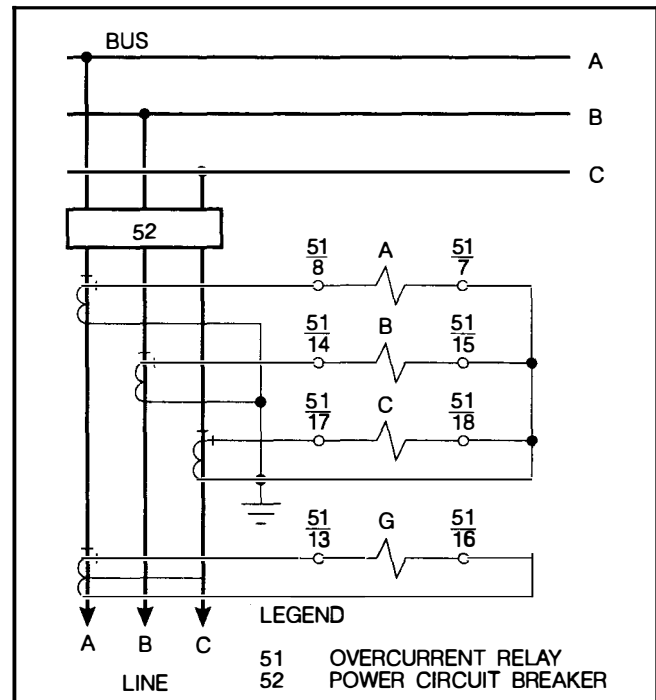 BUS
A
B
C
52
51/8 A 51/7
51/14 B 51/15
51/17 C 51/18
51/13 G 51/16
LEGEND
A B C
51 OVERCURRENT RELAY
LINE
52 POWER CIRCUIT BREAKER